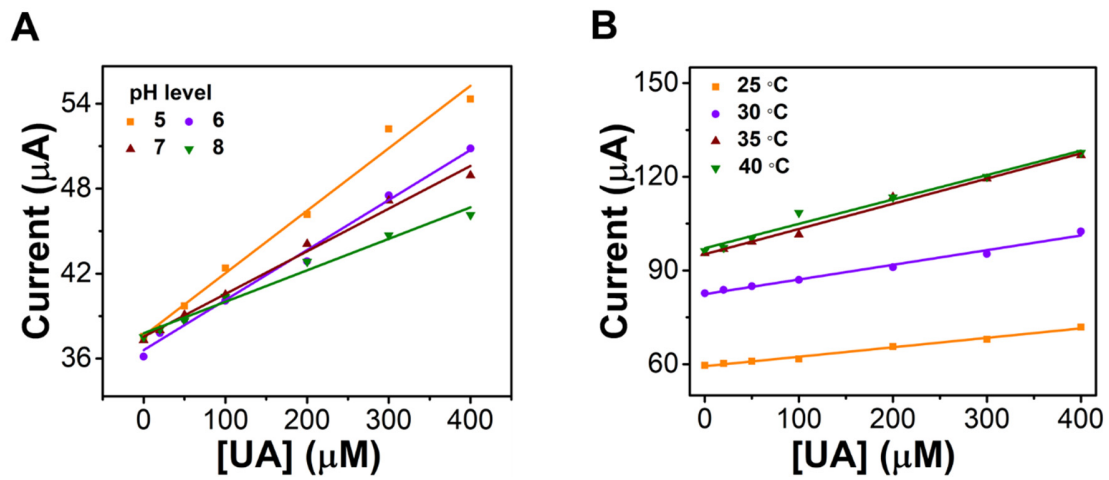 A
pH level
5 6
7 8
54
48
42
36
Current (μA)
0 100 200 300 400
[UA] (μM)
B
25 °C
30 °C
35 °C
40 °C
150
120
90
60
Current (μA)
0 100 200 300 400
[UA] (μM)